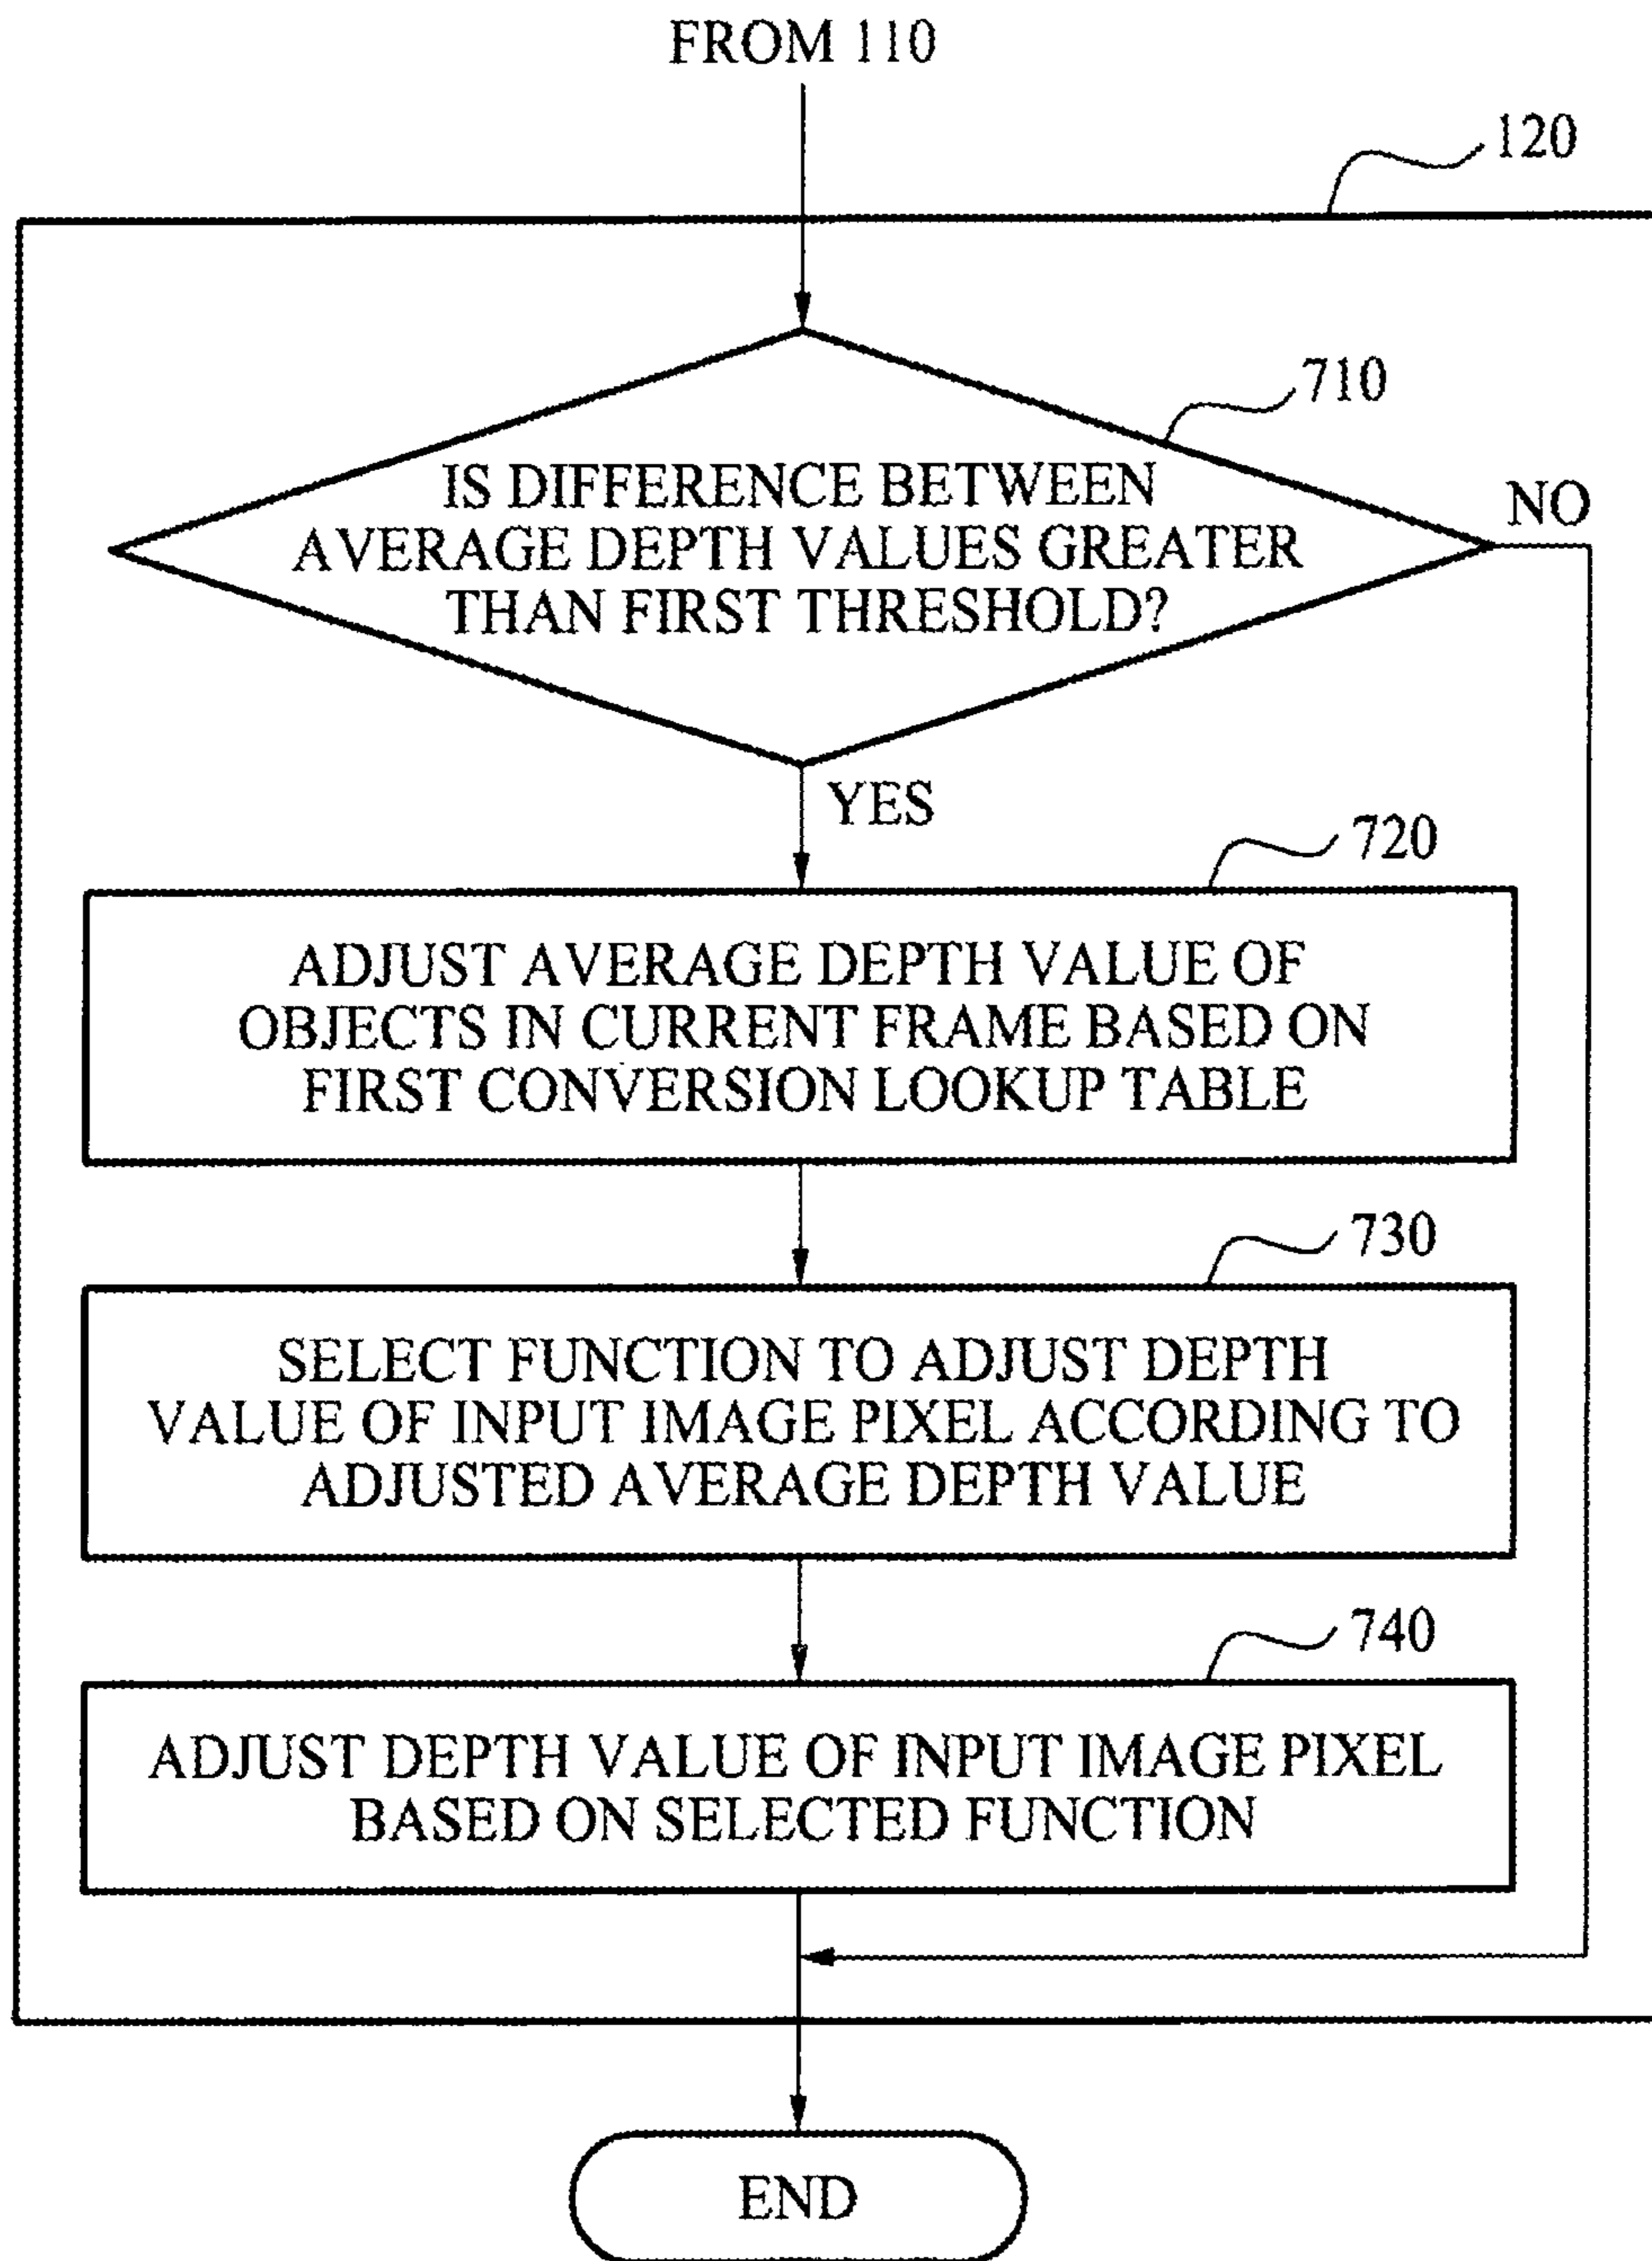 FROM 110
120
710
IS DIFFERENCE BETWEEN
AVERAGE DEPTH VALUES GREATER
THAN FIRST THRESHOLD?
NO
YES
720
ADJUST AVERAGE DEPTH VALUE OF
OBJECTS IN CURRENT FRAME BASED ON
FIRST CONVERSION LOOKUP TABLE
730
SELECT FUNCTION TO ADJUST DEPTH
VALUE OF INPUT IMAGE PIXEL ACCORDING TO
ADJUSTED AVERAGE DEPTH VALUE
740
ADJUST DEPTH VALUE OF INPUT IMAGE PIXEL
BASED ON SELECTED FUNCTION
END